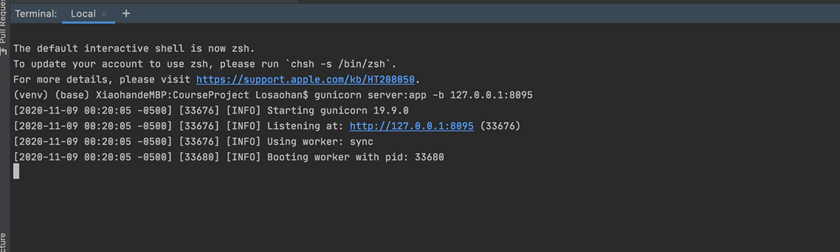 Pull Reques
Terminal: Local × +
The default interactive shell is now zsh.
To update your account to use zsh, please run `chsh -s /bin/zsh`.
For more details, please visit https://support.apple.com/kb/HT208050.
(venv) (base) XiaohandeMBP:CourseProject Losaohan$ gunicorn server:app -b 127.0.0.1:8095
[2020-11-09 00:20:05 -0500] [33676] [INFO] Starting gunicorn 19.9.0
[2020-11-09 00:20:05 -0500] [33676] [INFO] Listening at: http://127.0.0.1:8095 (33676)
[2020-11-09 00:20:05 -0500] [33676] [INFO] Using worker: sync
[2020-11-09 00:20:05 -0500] [33680] [INFO] Booting worker with pid: 33680
cture